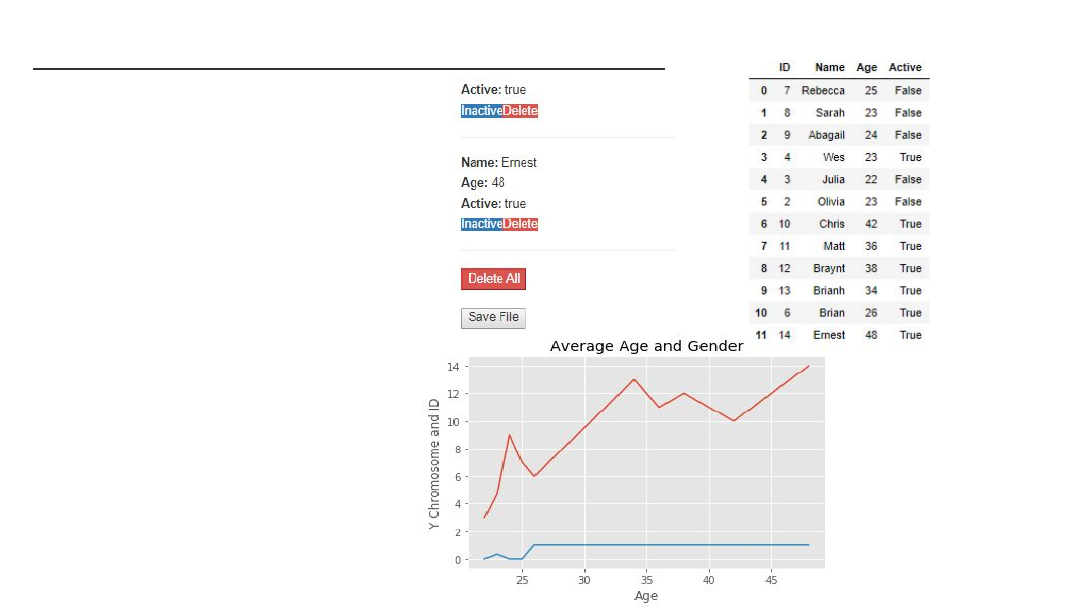 Active: true
InactiveDelete
Name: Ernest
Age: 48
Active: true
InactiveDelete
Delete All
Save File
ID Name Age Active
0 7 Rebecca 25 False
1 8 Sarah 23 False
2 9 Abagail 24 False
3 4 Wes 23 True
4 3 Julia 22 False
5 2 Olivia 23 False
6 10 Chris 42 True
7 11 Matt 36 True
8 12 Braynt 38 True
9 13 Brianh 34 True
10 6 Brian 26 True
11 14 Ernest 48 True
Average Age and Gender
Y Chromosome and ID
14
12
10
8
6
4
2
0
25 30 35 40 45
Age